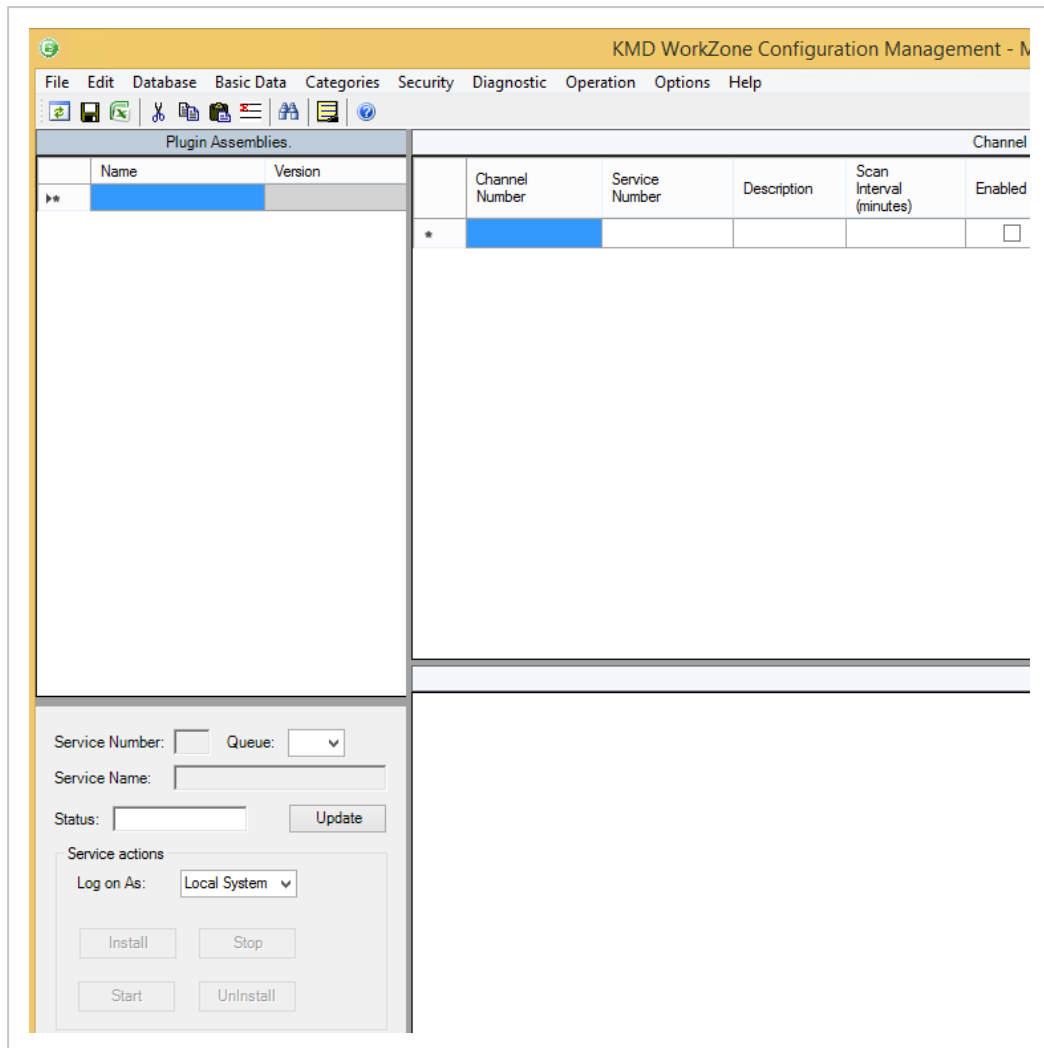 KMD WorkZone Configuration Management - M
File Edit Database Basic Data Categories Security Diagnostic Operation Options Help
Plugin Assemblies.
Name Version
Channel
Channel Number Service Number Description Scan Interval (minutes) Enabled
Service Number: Queue:
Service Name:
Status: Update
Service actions
Log on As: Local System
Install Stop
Start UnInstall